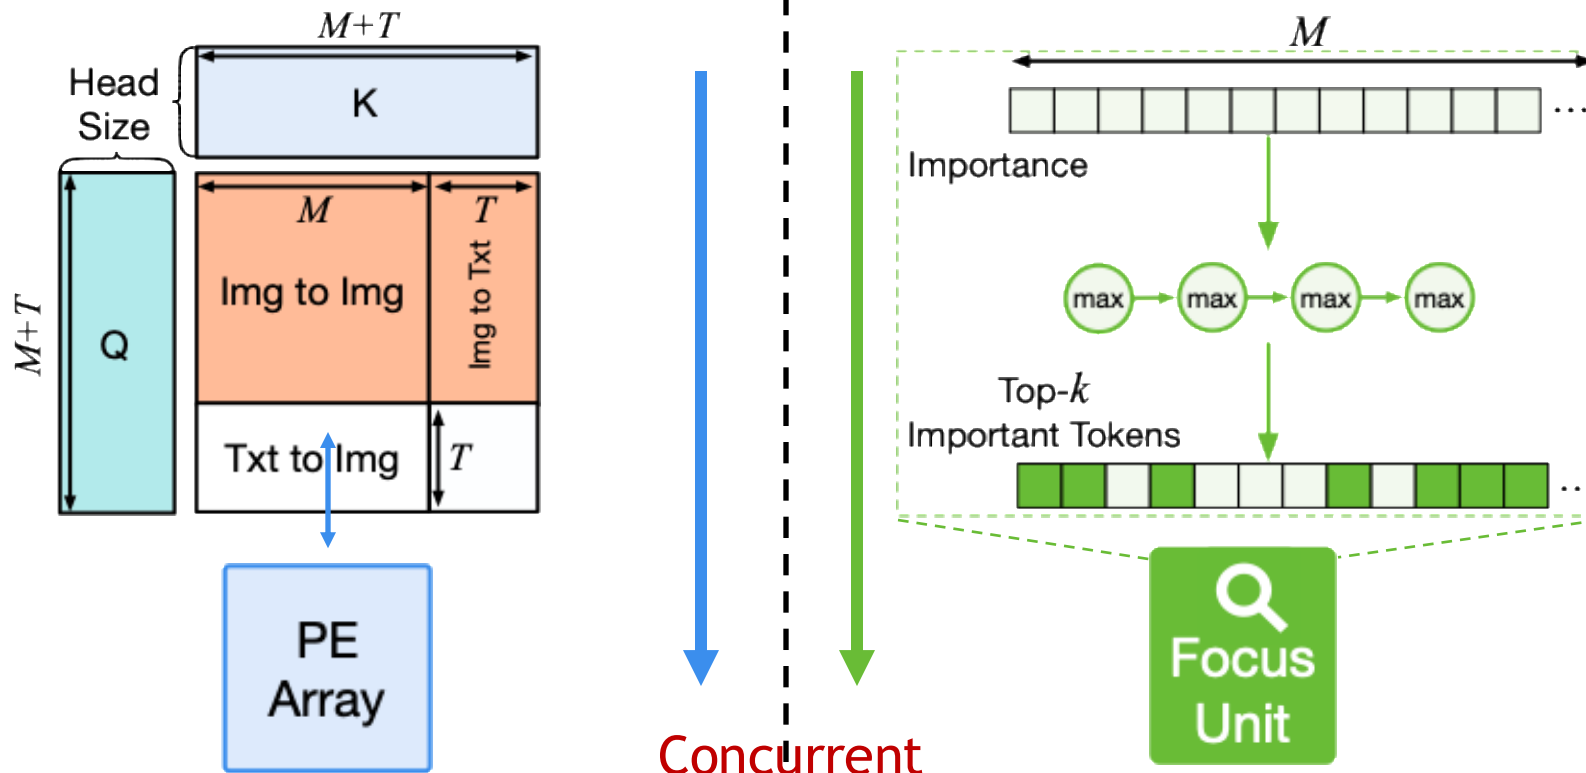 M+T
Head
Size
K
M
T
Img to Img
Img to Txt
M+T
Q
Txt to Img
T
PE
Array
Concurrent
M
...
Importance
max
max
max
max
Top-k
Important Tokens
..
Focus
Unit